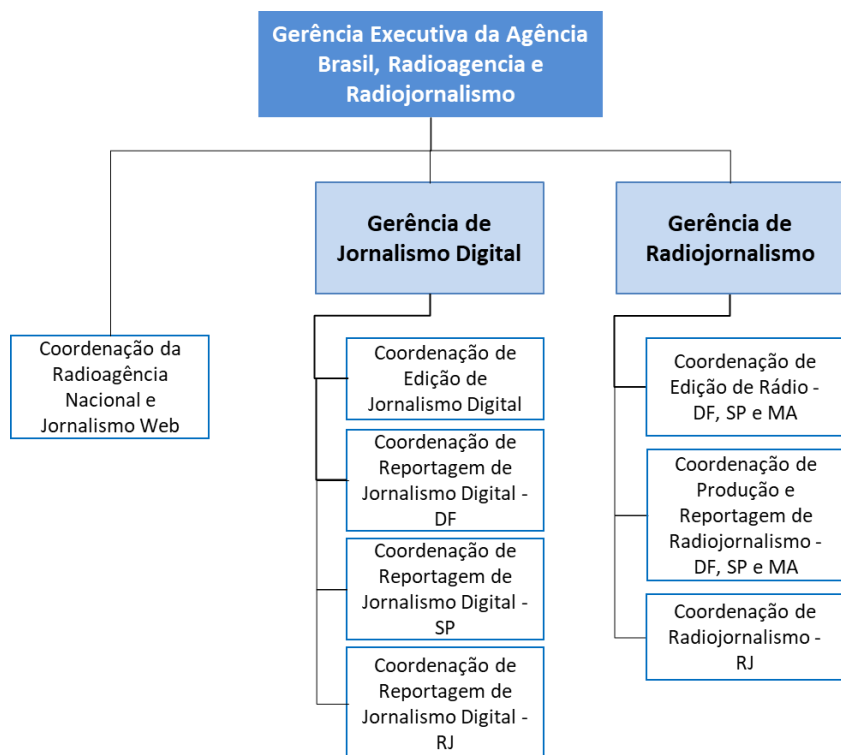 Gerência Executiva da Agência
Brasil, Radioagencia e
Radiojornalismo
Gerência de
Jornalismo Digital
Gerência de
Radiojornalismo
Coordenação da
Radioagência
Nacional e
Jornalismo Web
Coordenação de
Edição de
Jornalismo Digital
Coordenação de
Reportagem de
Jornalismo Digital -
DF
Coordenação de
Reportagem de
Jornalismo Digital -
SP
Coordenação de
Reportagem de
Jornalismo Digital -
RJ
Coordenação de
Edição de Rádio -
DF, SP e MA
Coordenação de
Produção e
Reportagem de
Radiojornalismo -
DF, SP e MA
Coordenação de
Radiojornalismo -
RJ